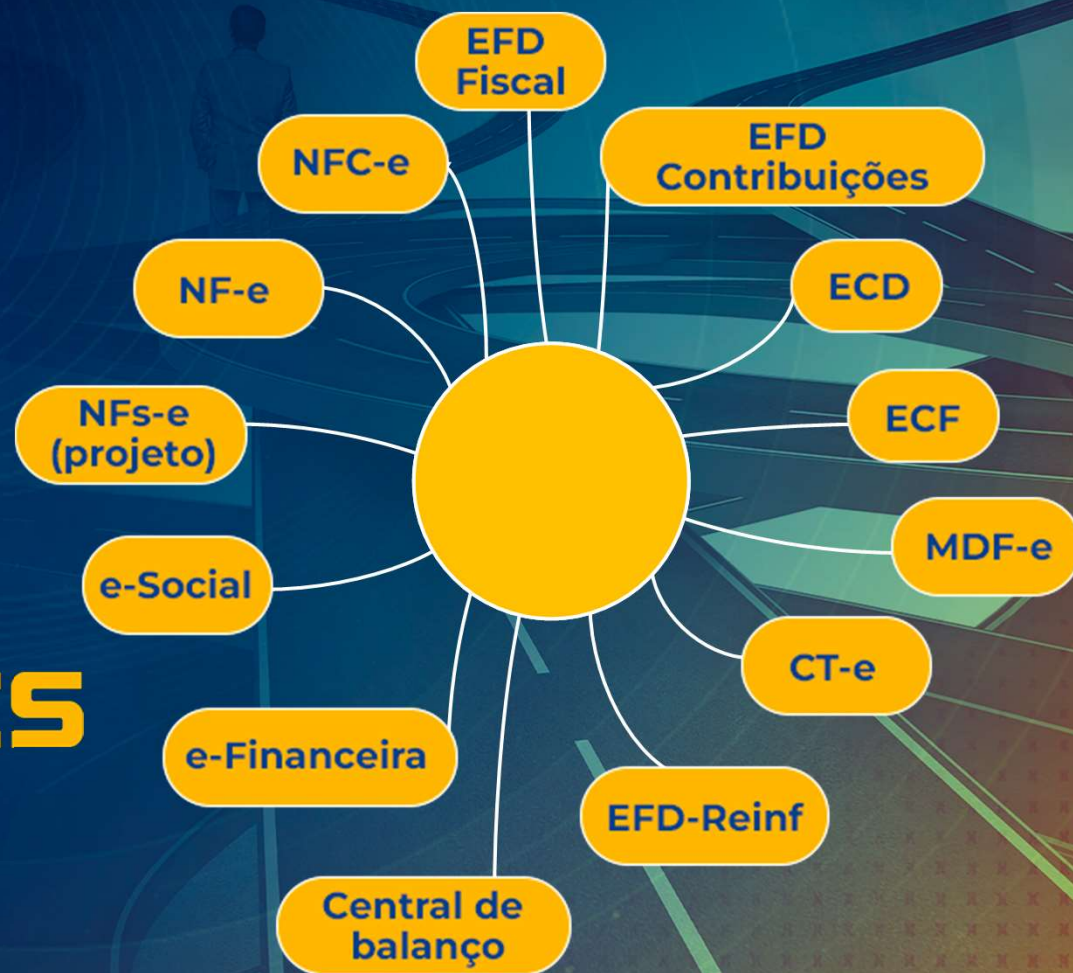 EFD
Fiscal
NFC-e
EFD
Contribuições
NF-e
ECD
NFs-e
(projeto)
ECF
MDF-e
e-Social
CT-e
ES
e-Financeira
EFD-Reinf
Central de
balanço